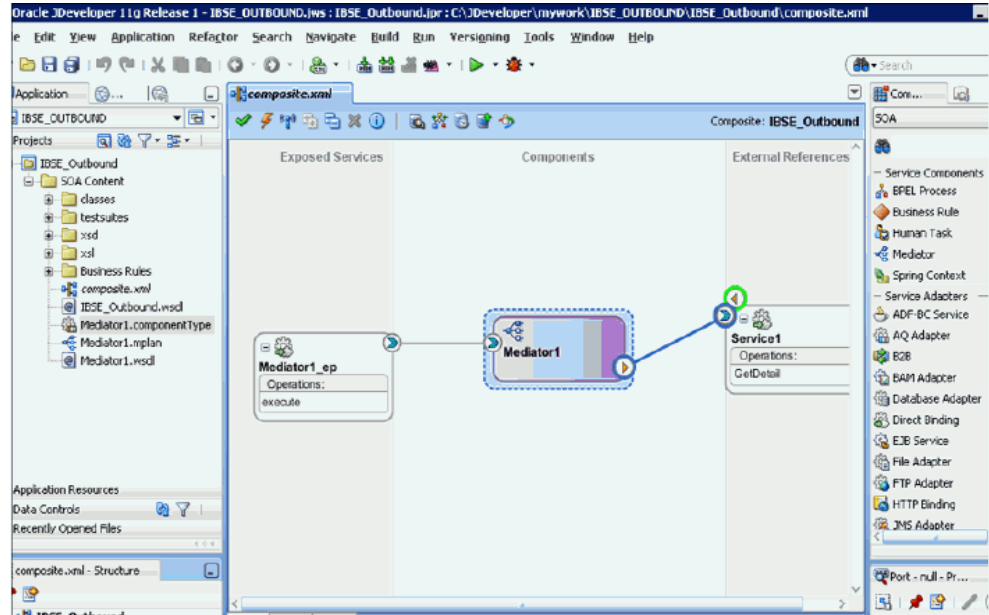 Oracle JDeveloper 11g Release 1 - IBSE_OUTBOUND.jws : IBSE_Outbound.jpr : C:\JDeveloper\mywork\IBSE_OUTBOUND\IBSE_Outbound\composite.xml
e Edit View Application Refactor Search Navigate Build Run Versioning Tools Window Help
Search
Application
composite.xml
Com...
IBSE_OUTBOUND
Composite: IBSE_Outbound
SOA
Projects
IBSE_Outbound
SOA Content
classes
testsuites
xsd
xsl
Business Rules
composite.xml
IBSE_Outbound.wsdl
Mediator1.componentType
Mediator1.mplan
Mediator1.wsdl
Application Resources
Data Controls
Recently Opened Files
composite.xml - Structure
IBSE_Outbound
Exposed Services
Components
External References
Mediator1_ep
Operations:
execute
Mediator1
Service1
Operations:
GetDetail
Service Components
BPEL Process
Business Rule
Human Task
Mediator
Spring Context
Service Adapters
ADF-BC Service
AQ Adapter
B2B
BAM Adapter
Database Adapter
Direct Binding
EJB Service
File Adapter
FTP Adapter
HTTP Binding
JMS Adapter
Port - null - Pr...